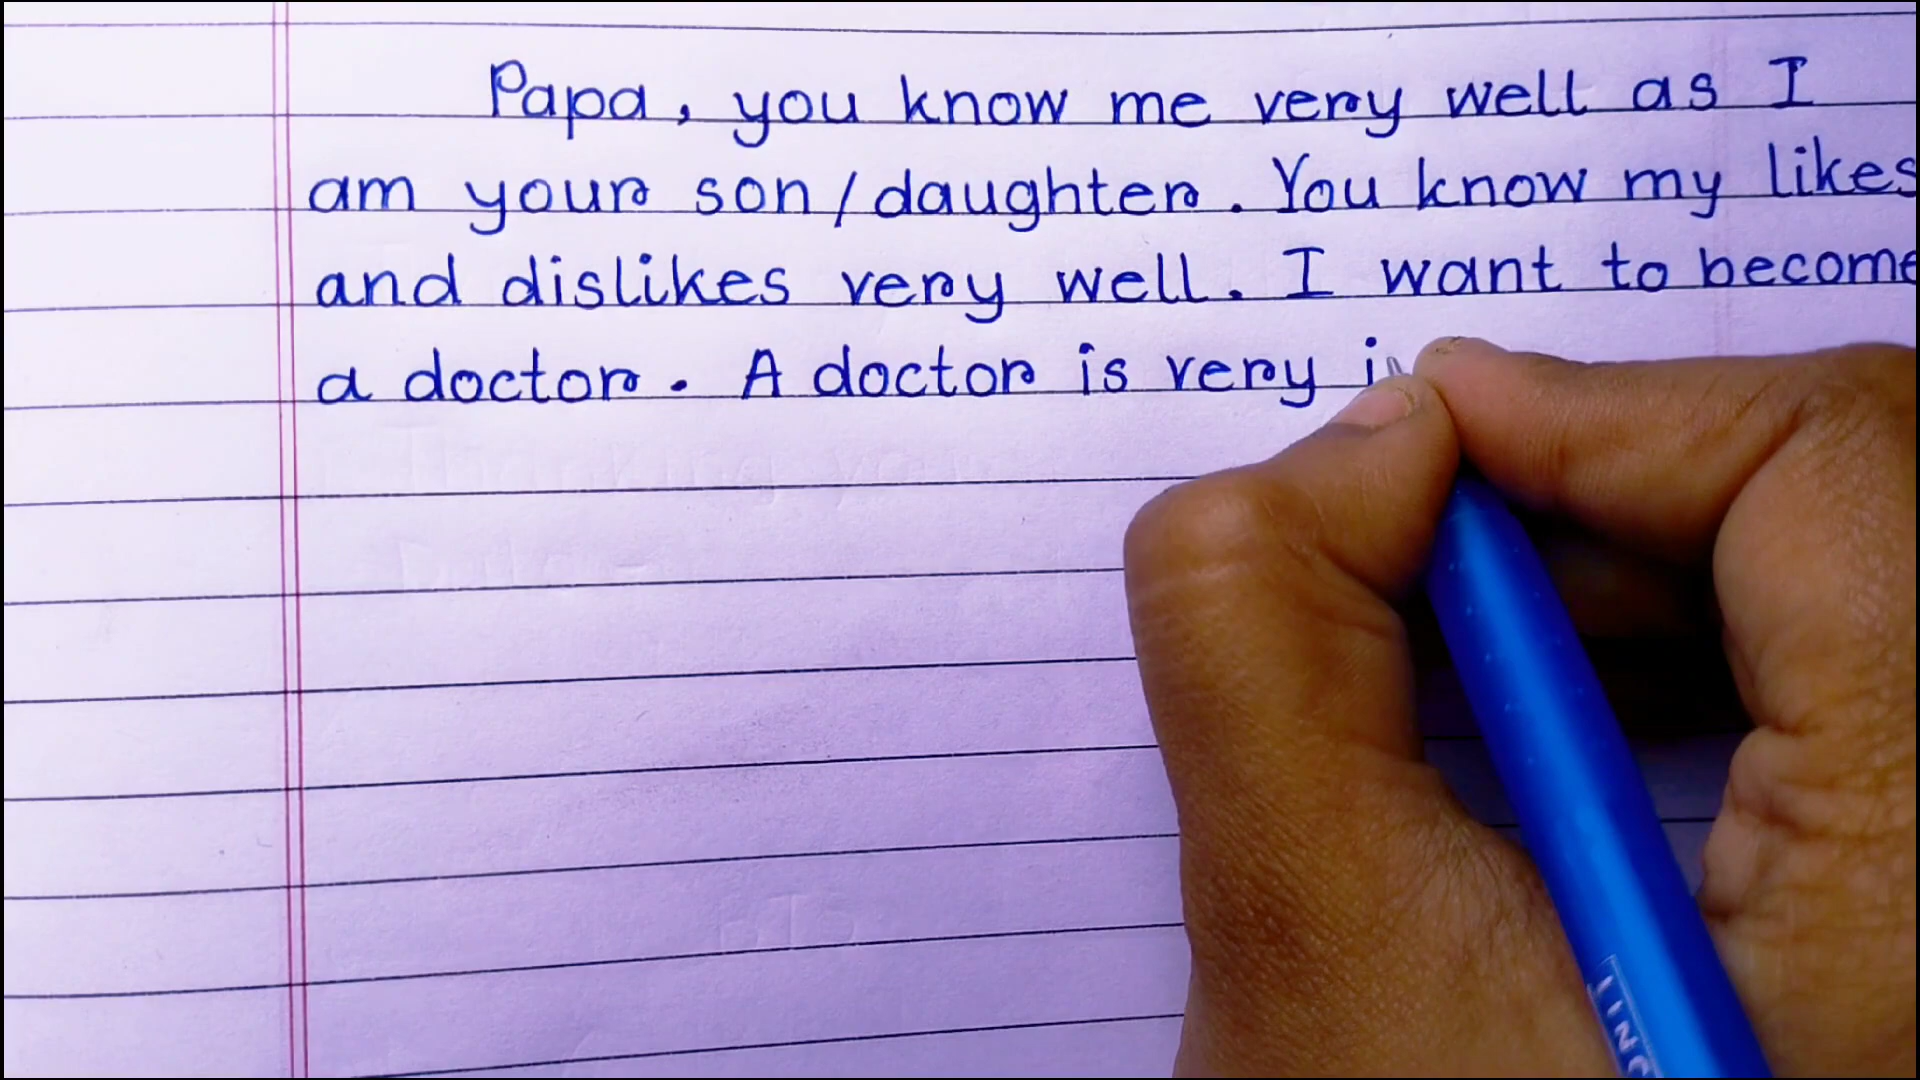 Papa, you know me very well as I
am your son/daughter. You know my likes
and dislikes very well. I want to become
a doctor. A doctor is very i
LINC